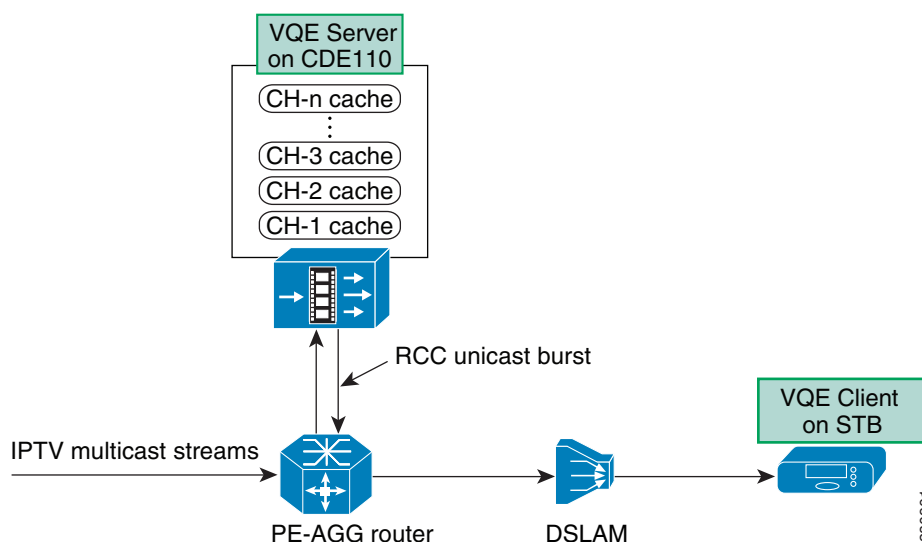 VQE Server
on CDE110
CH-n cache
CH-3 cache
CH-2 cache
CH-1 cache
RCC unicast burst
VQE Client
on STB
IPTV multicast streams
PE-AGG router
DSLAM